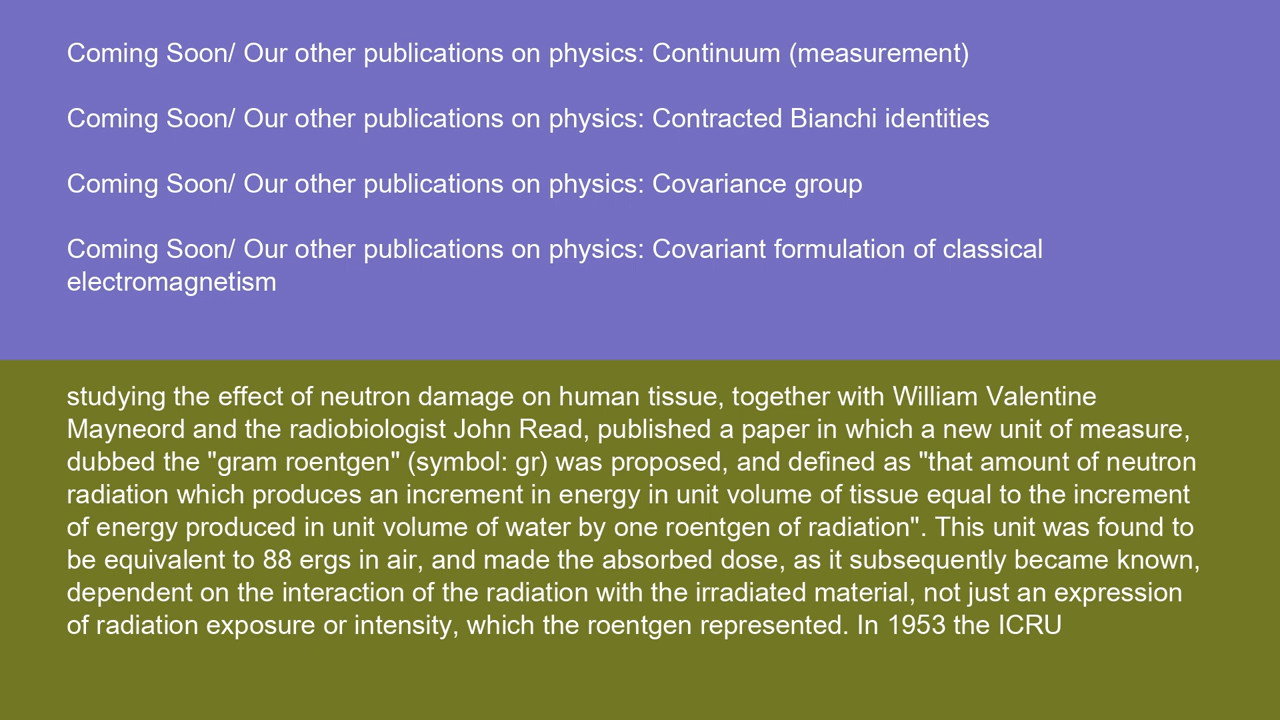 Coming Soon/ Our other publications on physics: Continuum (measurement)
Coming Soon/ Our other publications on physics: Contracted Bianchi identities
Coming Soon/ Our other publications on physics: Covariance group
Coming Soon/ Our other publications on physics: Covariant formulation of classical
electromagnetism
studying the effect of neutron damage on human tissue, together with William Valentine
Mayneord and the radiobiologist John Read, published a paper in which a new unit of measure,
dubbed the "gram roentgen" (symbol: gr) was proposed, and defined as "that amount of neutron
radiation which produces an increment in energy in unit volume of tissue equal to the increment
of energy produced in unit volume of water by one roentgen of radiation". This unit was found to
be equivalent to 88 ergs in air, and made the absorbed dose, as it subsequently became known,
dependent on the interaction of the radiation with the irradiated material, not just an expression
of radiation exposure or intensity, which the roentgen represented. In 1953 the ICRU